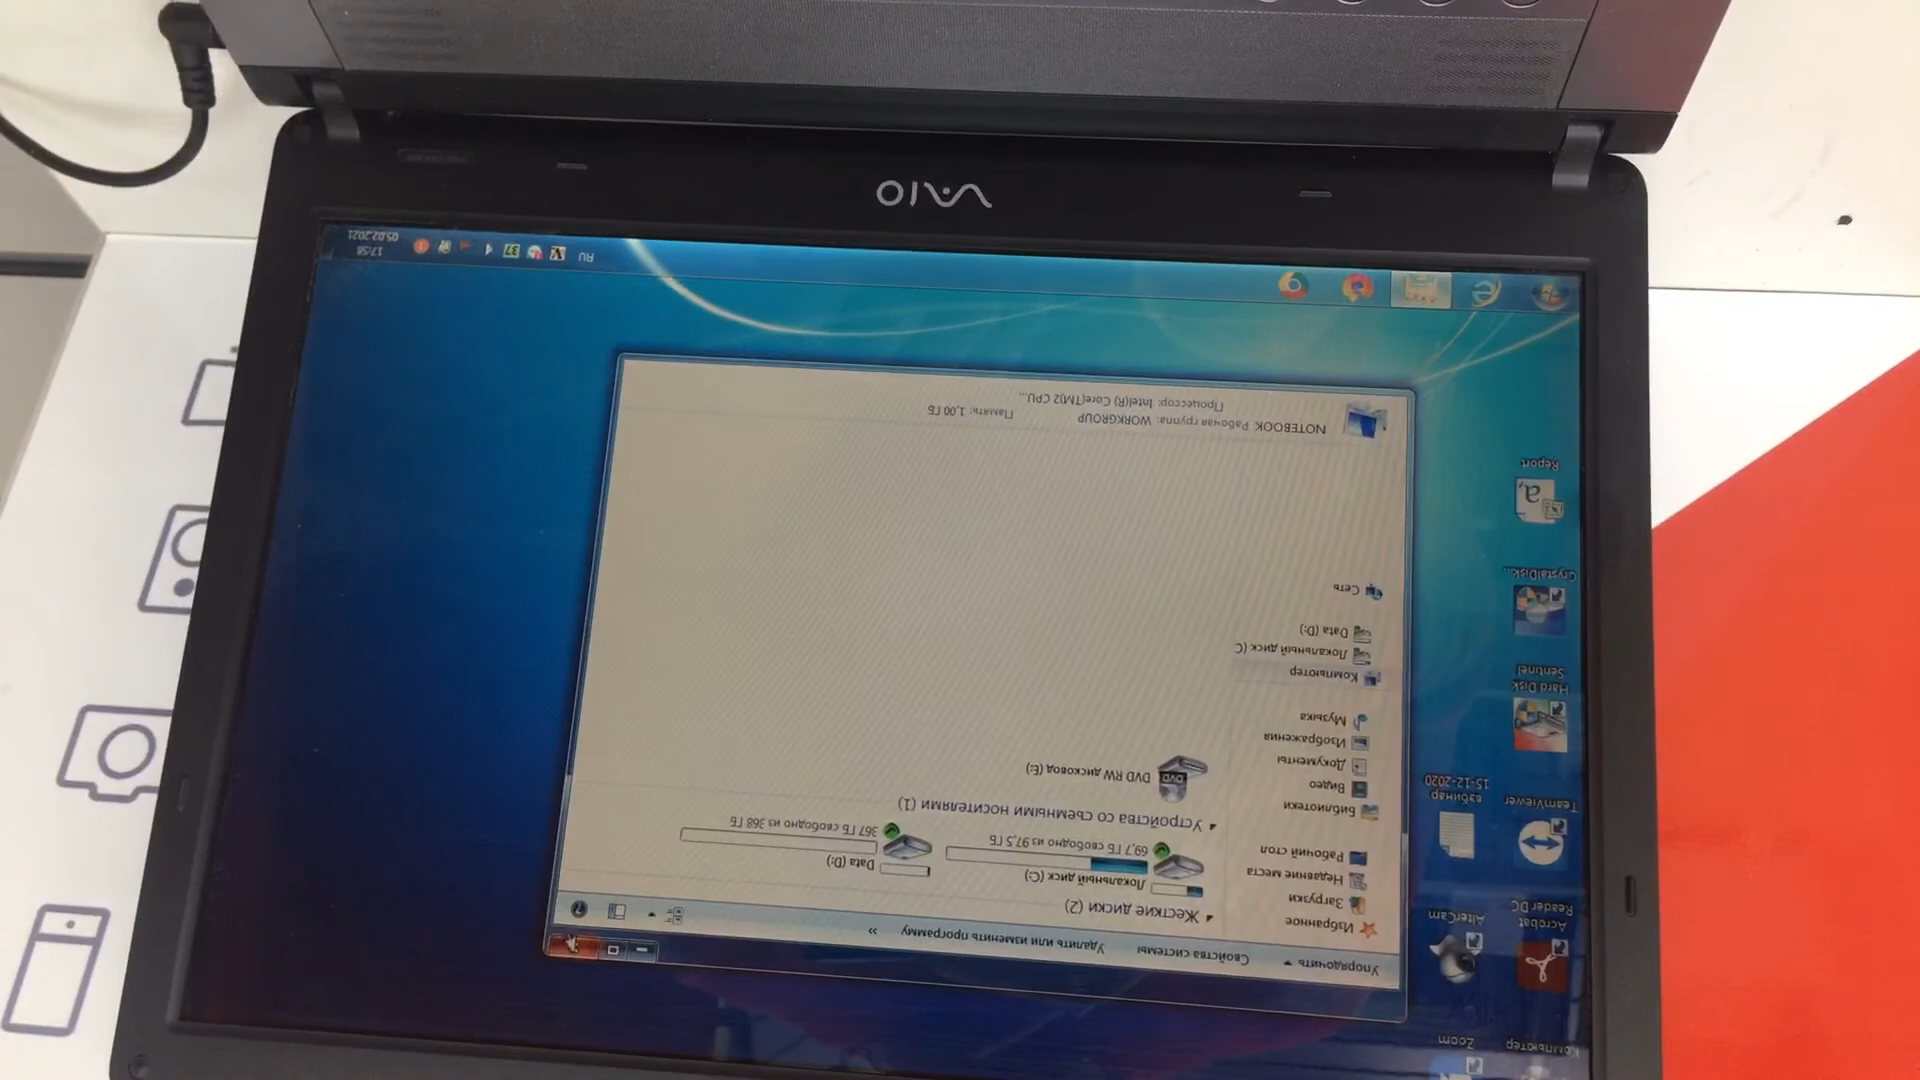 Компьютер
Zoom
Acrobat
Reader DC
AlterCam
TeamViewer
вэбинар
15-12-2020
Hard Disk
Sentinel
CrystalDisk...
Report
Упорядочить
Свойства системы
Удалить или изменить программу
»
Избранное
Загрузки
Недавние места
Рабочий стол
Библиотеки
Видео
Документы
Изображения
Музыка
Компьютер
Локальный диск (C
Data (D:)
Сеть
Жесткие диски (2)
Локальный диск (C:)
69,7 ГБ свободно из 97,5 ГБ
Data (D:)
367 ГБ свободно из 368 ГБ
Устройства со съемными носителями (1)
DVD RW дисковод (E:)
DVD
NOTEBOOK Рабочая группа: WORKGROUP Память: 1,00 ГБ
Процессор: Intel(R) Core(TM)2 CPU...
RU
37
17:58
05.02.2021
VAIO